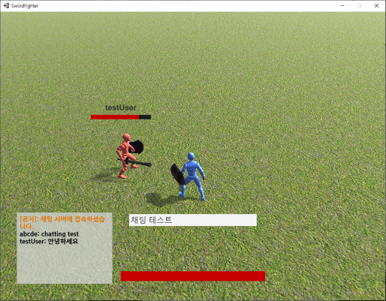 SwordFighter
testUser
채팅 테스트
[공지]: 채팅 서버에 접속하셨습
니다.
abcde: chatting test
testUser: 안녕하세요